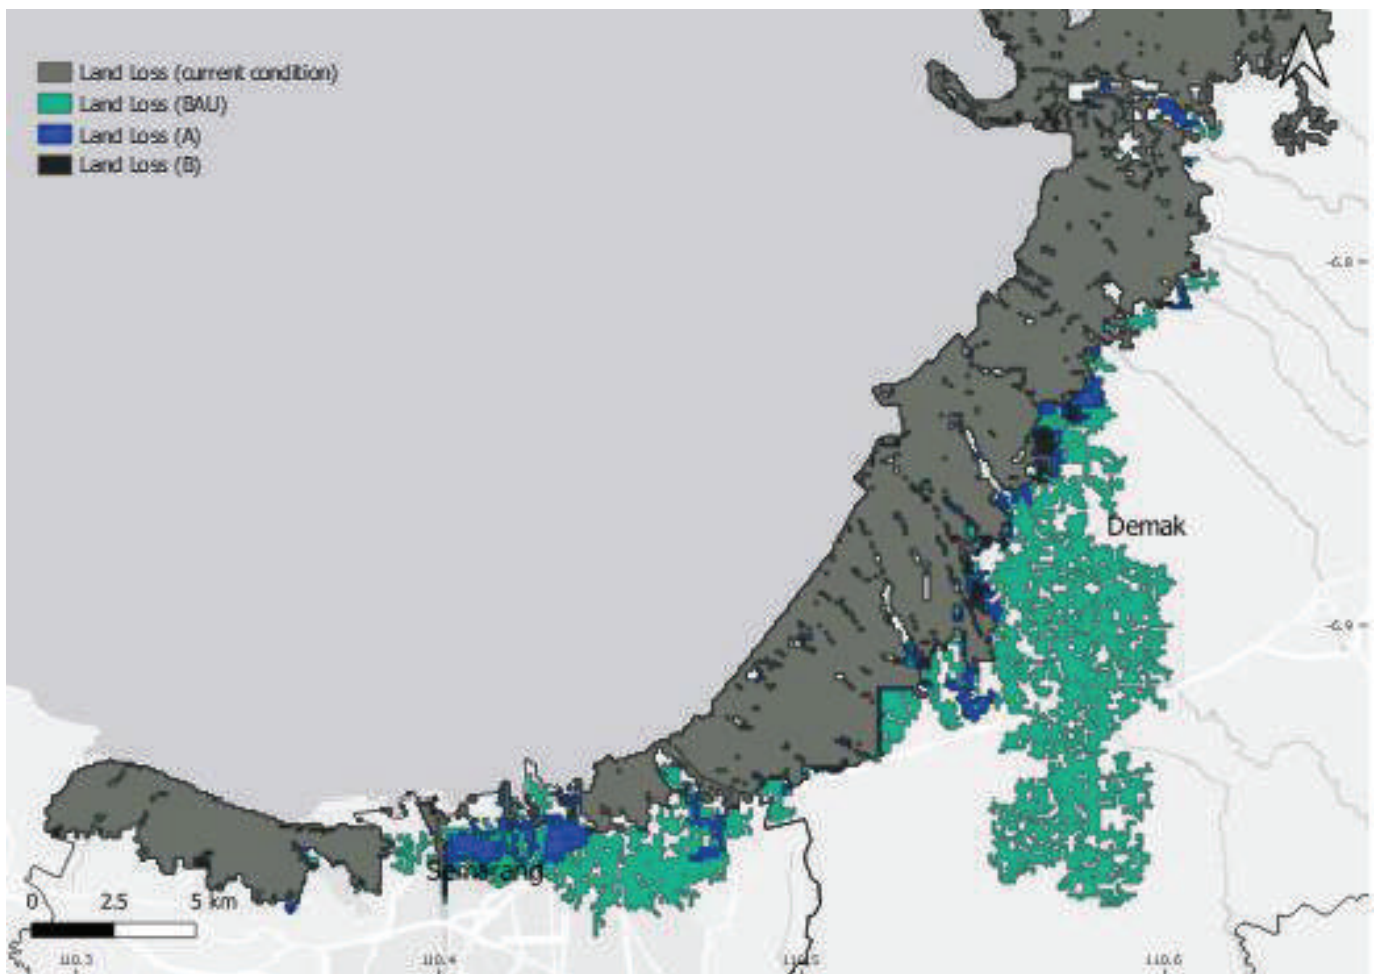 Land Loss (current condition)
Land Loss (BAU)
Land Loss (A)
Land Loss (B)
-6.8
Demak
-6.9
Semarang
0 2.5 5 km
110.3 110.4 110.5 110.6